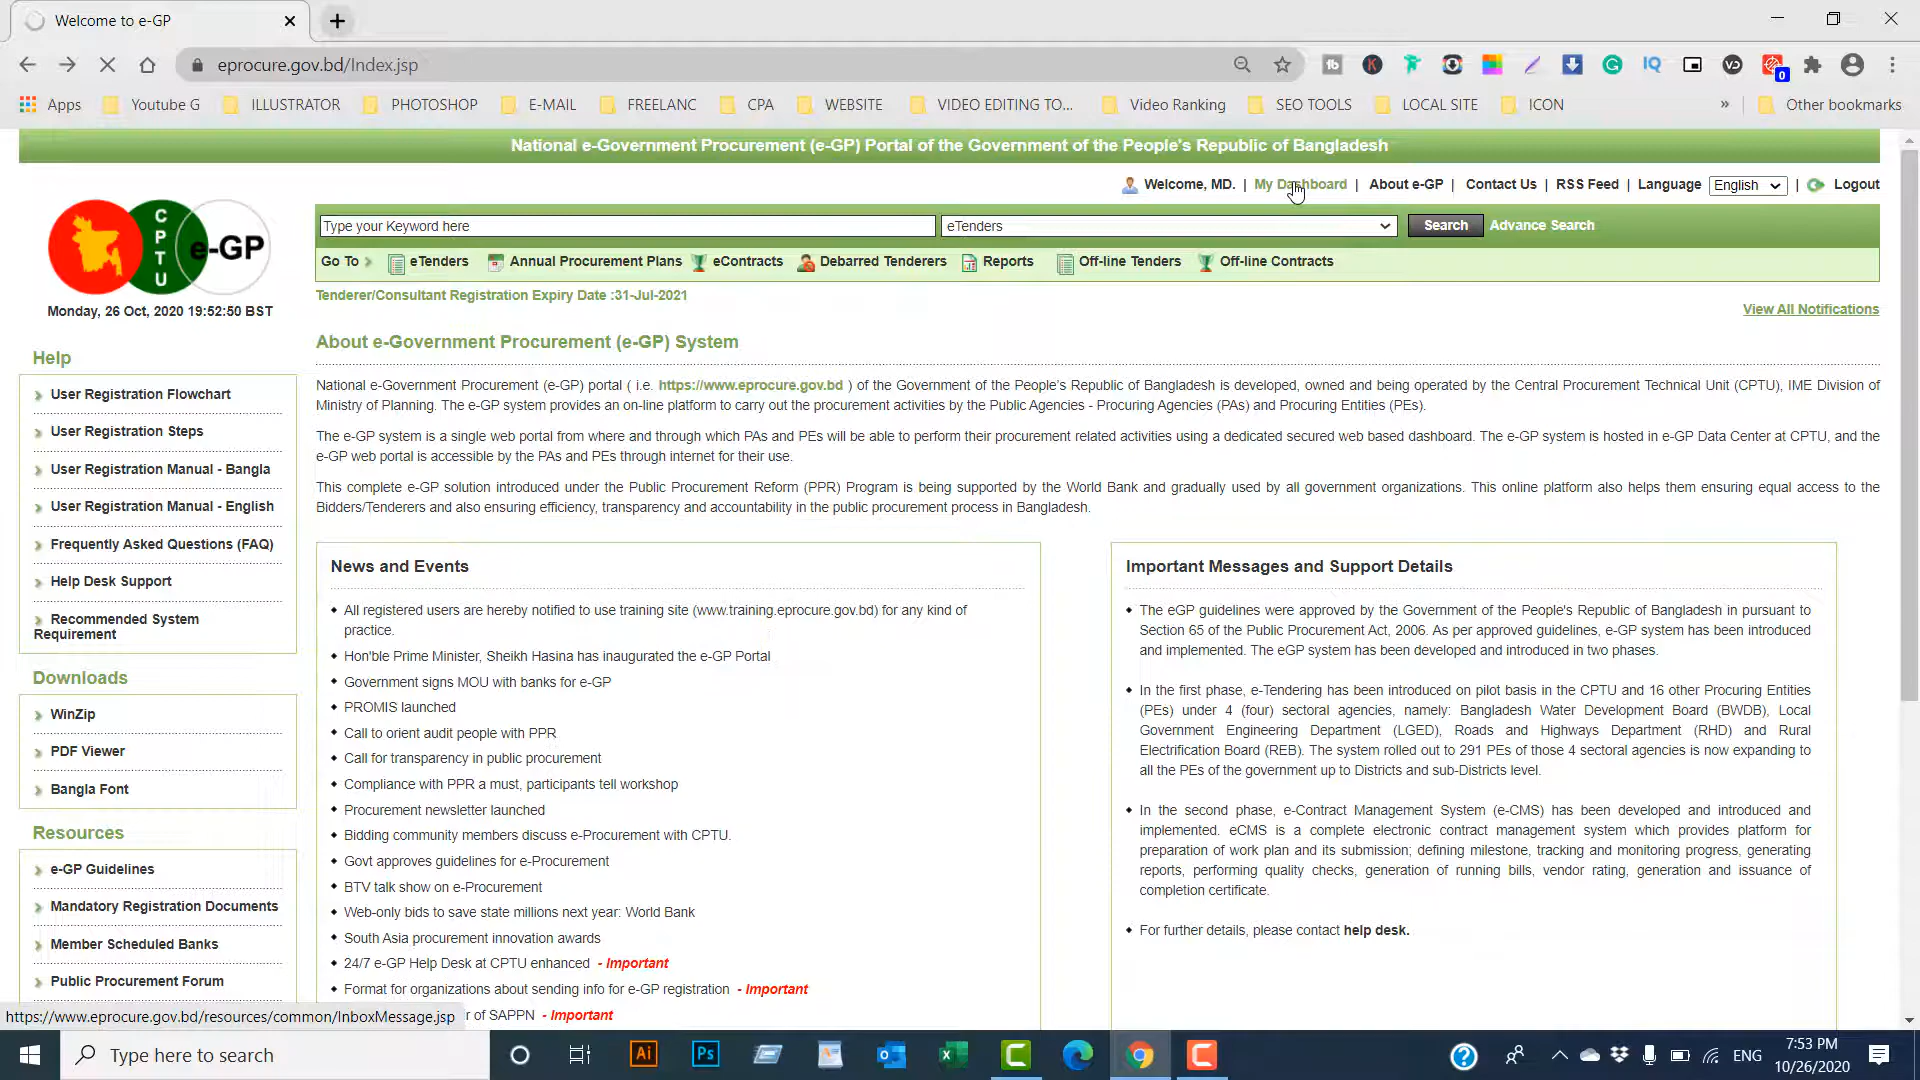 Welcome to e-GP
eprocure.gov.bd/Index.jsp
Apps
Youtube G
ILLUSTRATOR
PHOTOSHOP
E-MAIL
FREELANC
CPA
WEBSITE
VIDEO EDITING TO...
Video Ranking
SEO TOOLS
LOCAL SITE
ICON
»
Other bookmarks
National e-Government Procurement (e-GP) Portal of the Government of the People's Republic of Bangladesh
Welcome, MD. | My Dashboard | About e-GP | Contact Us | RSS Feed | Language English | Logout
CPTU e-GP
Monday, 26 Oct, 2020 19:52:50 BST
Type your Keyword here
eTenders
Search
Advance Search
Go To eTenders Annual Procurement Plans eContracts Debarred Tenderers Reports Off-line Tenders Off-line Contracts
Tenderer/Consultant Registration Expiry Date :31-Jul-2021
View All Notifications
Help
User Registration Flowchart
User Registration Steps
User Registration Manual - Bangla
User Registration Manual - English
Frequently Asked Questions (FAQ)
Help Desk Support
Recommended System
Requirement
Downloads
WinZip
PDF Viewer
Bangla Font
Resources
e-GP Guidelines
Mandatory Registration Documents
Member Scheduled Banks
Public Procurement Forum
About e-Government Procurement (e-GP) System
National e-Government Procurement (e-GP) portal ( i.e. https://www.eprocure.gov.bd ) of the Government of the People's Republic of Bangladesh is developed, owned and being operated by the Central Procurement Technical Unit (CPTU), IME Division of
Ministry of Planning. The e-GP system provides an on-line platform to carry out the procurement activities by the Public Agencies - Procuring Agencies (PAs) and Procuring Entities (PEs).
The e-GP system is a single web portal from where and through which PAs and PEs will be able to perform their procurement related activities using a dedicated secured web based dashboard. The e-GP system is hosted in e-GP Data Center at CPTU, and the
e-GP web portal is accessible by the PAs and PEs through internet for their use.
This complete e-GP solution introduced under the Public Procurement Reform (PPR) Program is being supported by the World Bank and gradually used by all government organizations. This online platform also helps them ensuring equal access to the
Bidders/Tenderers and also ensuring efficiency, transparency and accountability in the public procurement process in Bangladesh.
News and Events
All registered users are hereby notified to use training site (www.training.eprocure.gov.bd) for any kind of
practice.
Hon'ble Prime Minister, Sheikh Hasina has inaugurated the e-GP Portal
Government signs MOU with banks for e-GP
PROMIS launched
Call to orient audit people with PPR
Call for transparency in public procurement
Compliance with PPR a must, participants tell workshop
Procurement newsletter launched
Bidding community members discuss e-Procurement with CPTU.
Govt approves guidelines for e-Procurement
BTV talk show on e-Procurement
Web-only bids to save state millions next year: World Bank
South Asia procurement innovation awards
24/7 e-GP Help Desk at CPTU enhanced - Important
Format for organizations about sending info for e-GP registration - Important
r of SAPPN - Important
Important Messages and Support Details
The eGP guidelines were approved by the Government of the People's Republic of Bangladesh in pursuant to
Section 65 of the Public Procurement Act, 2006. As per approved guidelines, e-GP system has been introduced
and implemented. The eGP system has been developed and introduced in two phases.
In the first phase, e-Tendering has been introduced on pilot basis in the CPTU and 16 other Procuring Entities
(PEs) under 4 (four) sectoral agencies, namely: Bangladesh Water Development Board (BWDB), Local
Government Engineering Department (LGED), Roads and Highways Department (RHD) and Rural
Electrification Board (REB). The system rolled out to 291 PEs of those 4 sectoral agencies is now expanding to
all the PEs of the government up to Districts and sub-Districts level.
In the second phase, e-Contract Management System (e-CMS) has been developed and introduced and
implemented. eCMS is a complete electronic contract management system which provides platform for
preparation of work plan and its submission; defining milestone, tracking and monitoring progress, generating
reports, performing quality checks, generation of running bills, vendor rating, generation and issuance of
completion certificate.
For further details, please contact help desk.
https://www.eprocure.gov.bd/resources/common/InboxMessage.jsp
Type here to search
Ai
Ps
ENG
7:53 PM
10/26/2020